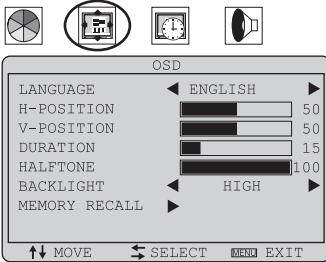 OSD
LANGUAGE ENGLISH
H-POSITION 50
V-POSITION 50
DURATION 15
HALFTONE 100
BACKLIGHT HIGH
MEMORY RECALL
MOVE SELECT MENU EXIT